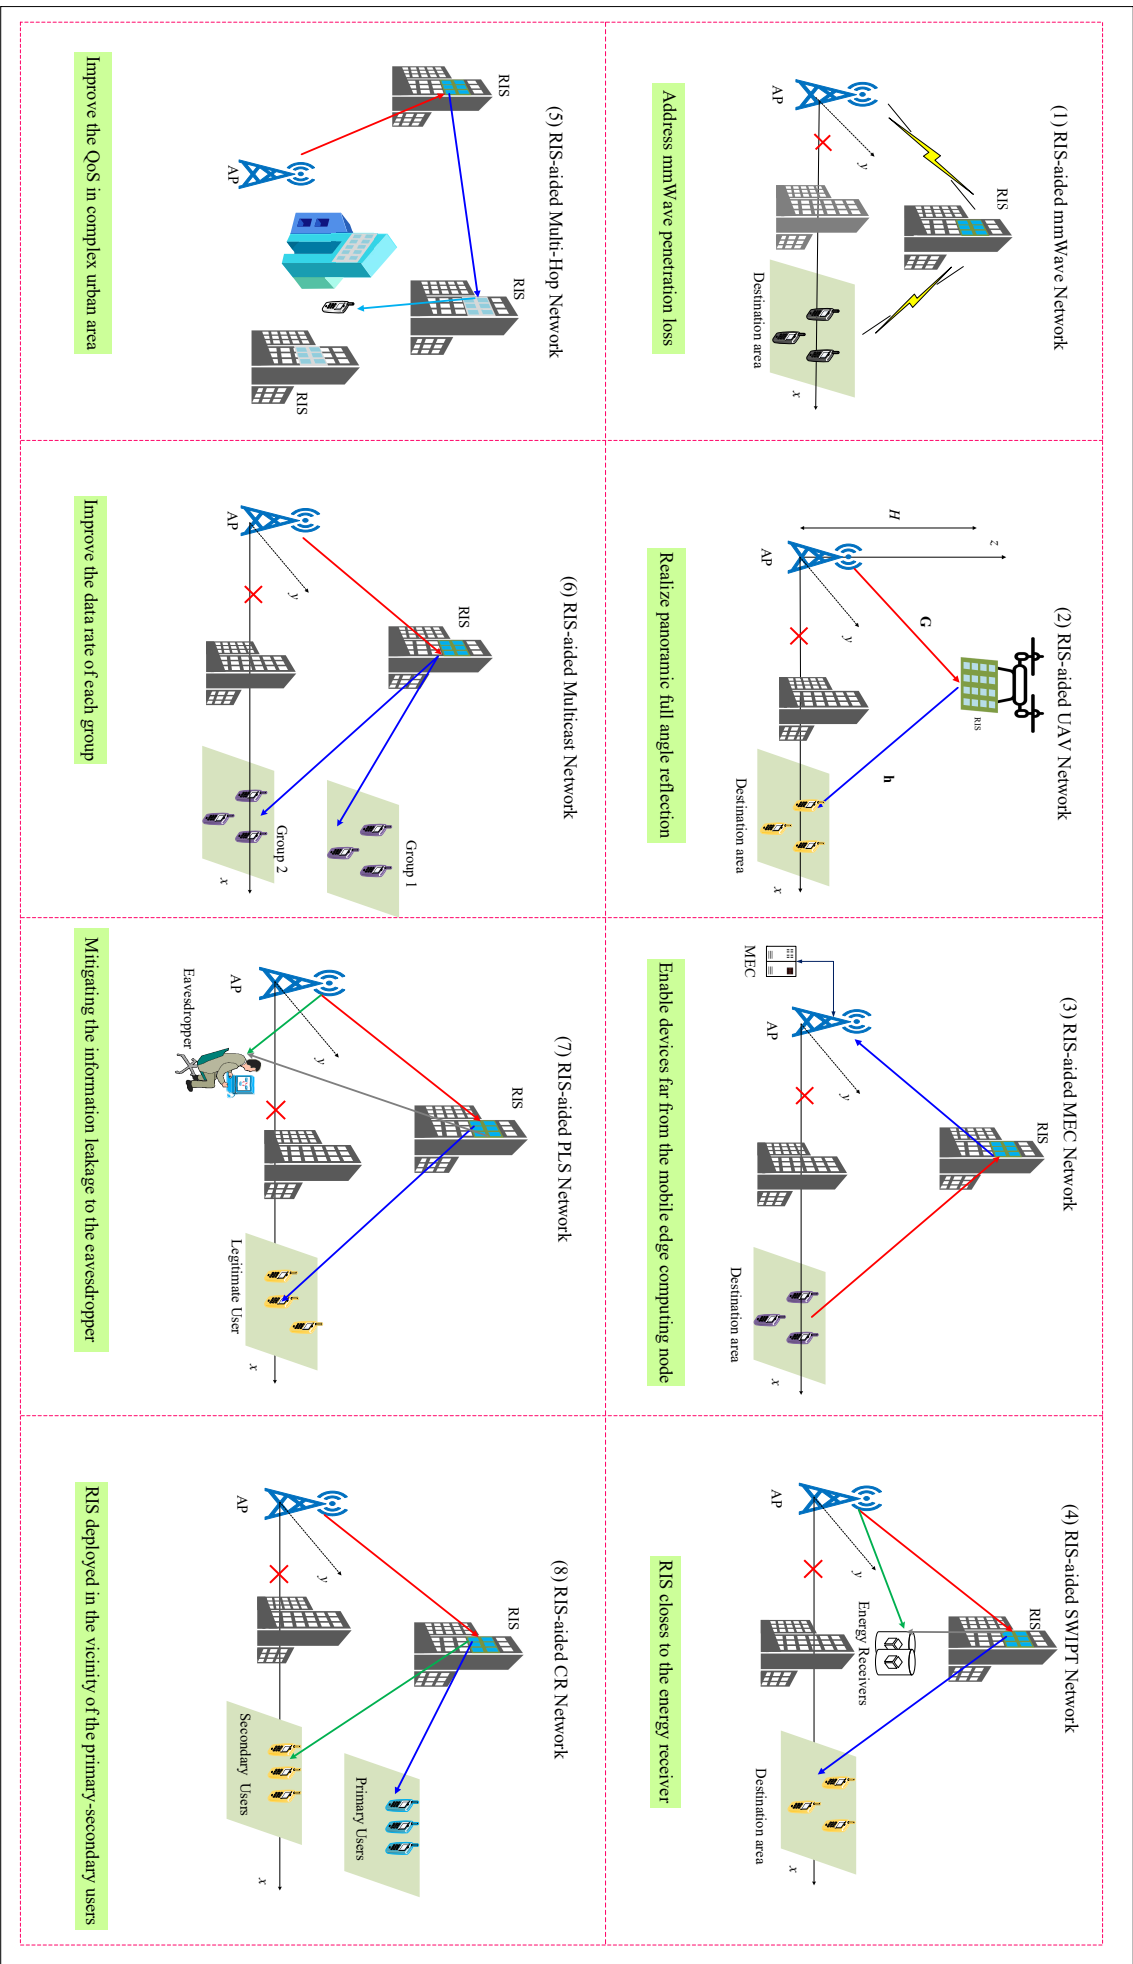 (1) RIS-aided mmWave Network
RIS
AP
y
x
Destination area
Address mmWave penetration loss
(2) RIS-aided UAV Network
z
H
RIS
G
h
AP
y
x
Destination area
Realize panoramic full angle reflection
(3) RIS-aided MEC Network
RIS
MEC
AP
y
x
Destination area
Enable devices far from the mobile edge computing node
(4) RIS-aided SWIPT Network
RIS
Energy Receivers
AP
y
x
Destination area
RIS closes to the energy receiver
(5) RIS-aided Multi-Hop Network
RIS
RIS
AP
RIS
Improve the QoS in complex urban area
(6) RIS-aided Multicast Network
RIS
Group 1
AP
y
Group 2
x
Improve the data rate of each group
(7) RIS-aided PLS Network
RIS
AP
y
Eavesdropper
Legitimate User
x
Mitigating the information leakage to the eavesdropper
(8) RIS-aided CR Network
RIS
Primary Users
AP
y
Secondary Users
x
RIS deployed in the vicinity of the primary-secondary users